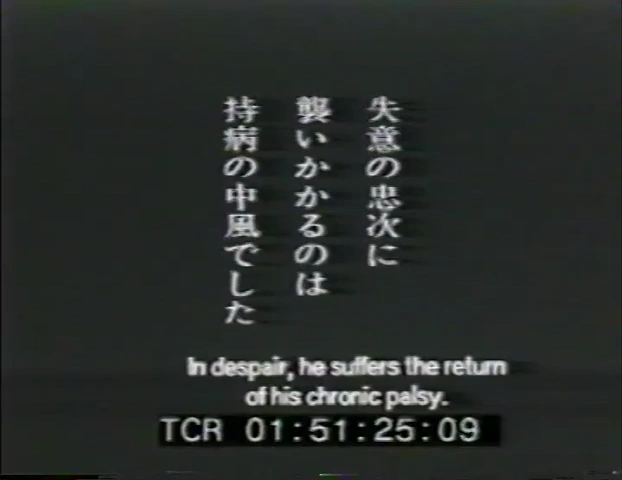 失意の忠次に
襲いかかるのは
持病の中風でした
In despair, he suffers the return
of his chronic palsy.
TCR 01:51:25:09